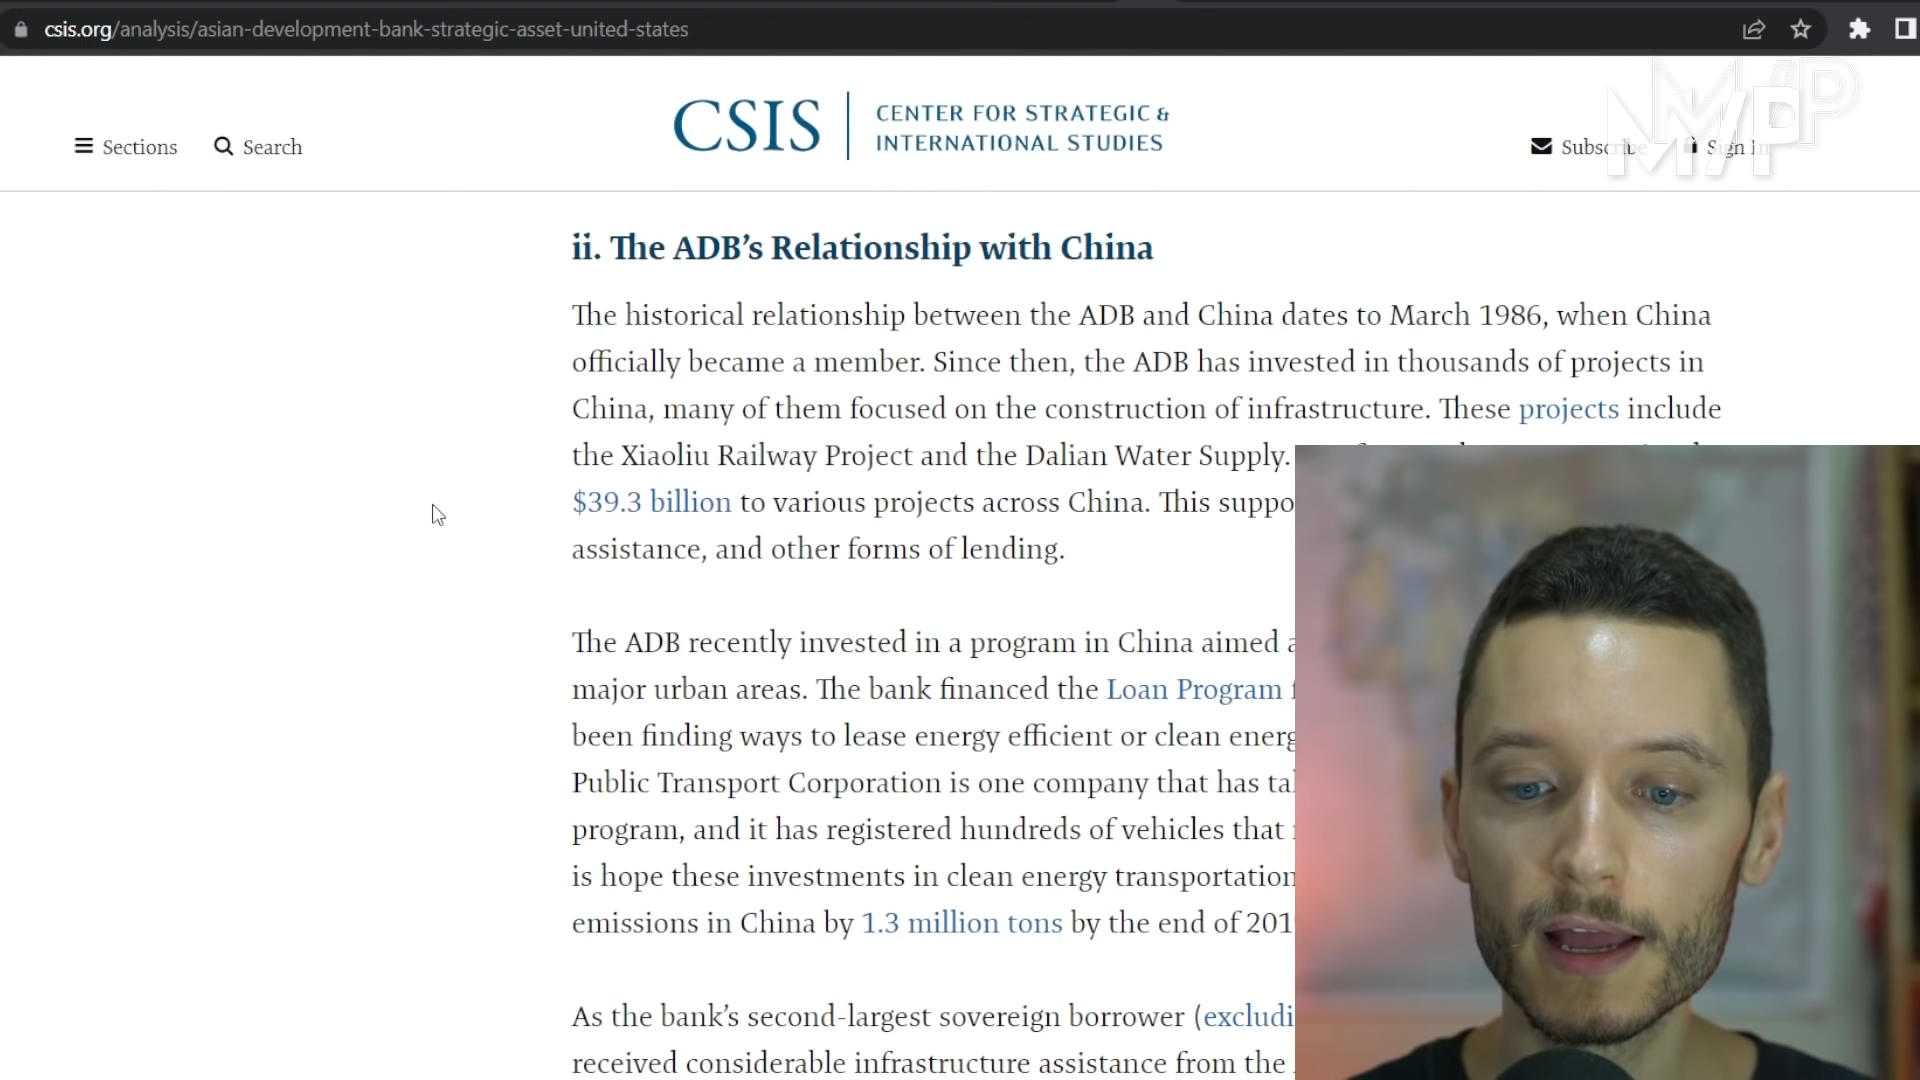 csis.org/analysis/asian-development-bank-strategic-asset-united-states
Sections Search
CSIS
CENTER FOR STRATEGIC &
INTERNATIONAL STUDIES
Subscribe Sign in
ii. The ADB’s Relationship with China
The historical relationship between the ADB and China dates to March 1986, when China
officially became a member. Since then, the ADB has invested in thousands of projects in
China, many of them focused on the construction of infrastructure. These projects include
the Xiaoliu Railway Project and the Dalian Water Supply.
$39.3 billion to various projects across China. This suppo
assistance, and other forms of lending.
The ADB recently invested in a program in China aimed a
major urban areas. The bank financed the Loan Program f
been finding ways to lease energy efficient or clean energ
Public Transport Corporation is one company that has tal
program, and it has registered hundreds of vehicles that
is hope these investments in clean energy transportation
emissions in China by 1.3 million tons by the end of 201
As the bank’s second-largest sovereign borrower (excludi
received considerable infrastructure assistance from the